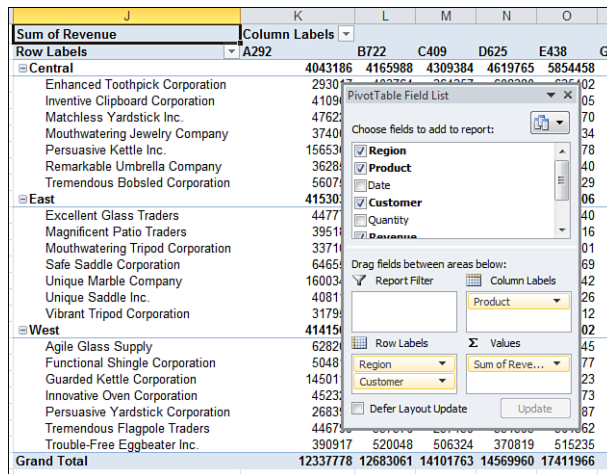 J K L M N O
Sum of Revenue Column Labels
Row Labels A292 B722 C409 D625 E438
Central 4043186 4165988 4309384 4619765 5854458
Enhanced Toothpick Corporation
Inventive Clipboard Corporation
Matchless Yardstick Inc.
Mouthwatering Jewelry Company
Persuasive Kettle Inc.
Remarkable Umbrella Company
Tremendous Bobsled Corporation
East
Excellent Glass Traders
Magnificent Patio Traders
Mouthwatering Tripod Corporation
Safe Saddle Corporation
Unique Marble Company
Unique Saddle Inc.
Vibrant Tripod Corporation
West
Agile Glass Supply
Functional Shingle Corporation
Guarded Kettle Corporation
Innovative Oven Corporation
Persuasive Yardstick Corporation
Tremendous Flagpole Traders
Trouble-Free Eggbeater Inc. 390917 520048 506324 370819 515235
Grand Total 12337778 12683061 14101763 14569960 17411966
PivotTable Field List
Choose fields to add to report:
Region
Product
Date
Customer
Quantity
Revenue
Drag fields between areas below:
Report Filter Column Labels
Product
Row Labels Σ Values
Region Sum of Reve...
Customer
Defer Layout Update Update